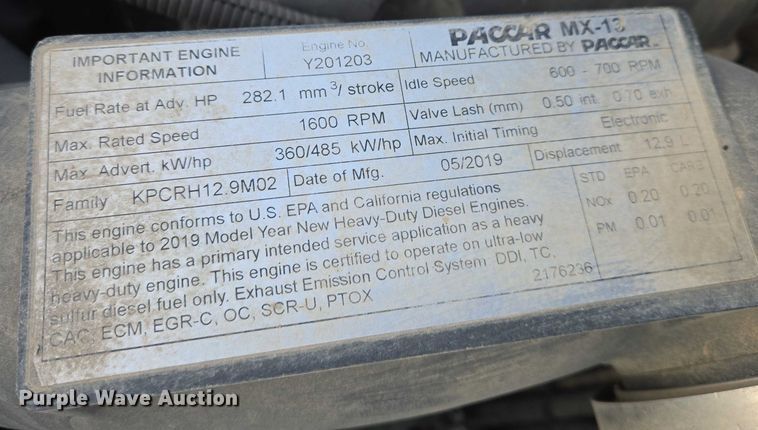 IMPORTANT ENGINE INFORMATION
Engine No.
Y201203
PACCAR MX-13
MANUFACTURED BY PACCAR
Fuel Rate at Adv. HP 282.1 mm³/ stroke
Idle Speed 600 - 700 RPM
Max. Rated Speed 1600 RPM
Valve Lash (mm) 0.50 int. 0.70 exh
Max. Advert. kW/hp 360/485 kW/hp
Max. Initial Timing Electronic
Family KPCRH12.9M02
Date of Mfg. 05/2019
Displacement 12.9 L
This engine conforms to U.S. EPA and California regulations
applicable to 2019 Model Year New Heavy-Duty Diesel Engines.
This engine has a primary intended service application as a heavy
heavy-duty engine. This engine is certified to operate on ultra-low
sulfur diesel fuel only. Exhaust Emission Control System DDI, TC,
CAC, ECM, EGR-C, OC, SCR-U, PTOX
2176236
STD EPA CARB
NOx 0.20 0.20
PM 0.01 0.01
Purple Wave Auction